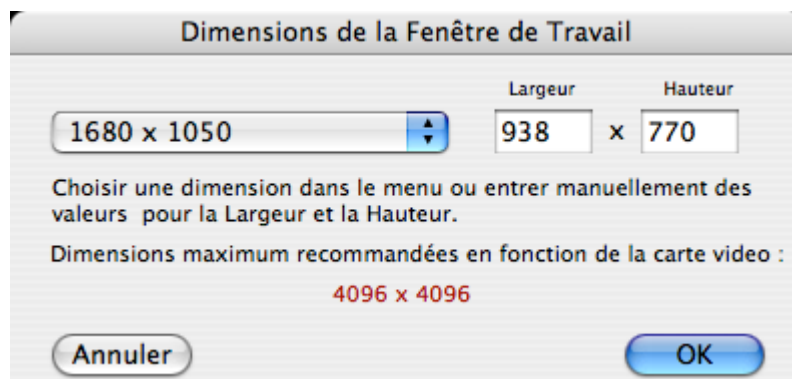 Dimensions de la Fenêtre de Travail
Largeur Hauteur
1680 x 1050 938 x 770
Choisir une dimension dans le menu ou entrer manuellement des
valeurs pour la Largeur et la Hauteur.
Dimensions maximum recommandées en fonction de la carte video :
4096 x 4096
Annuler OK